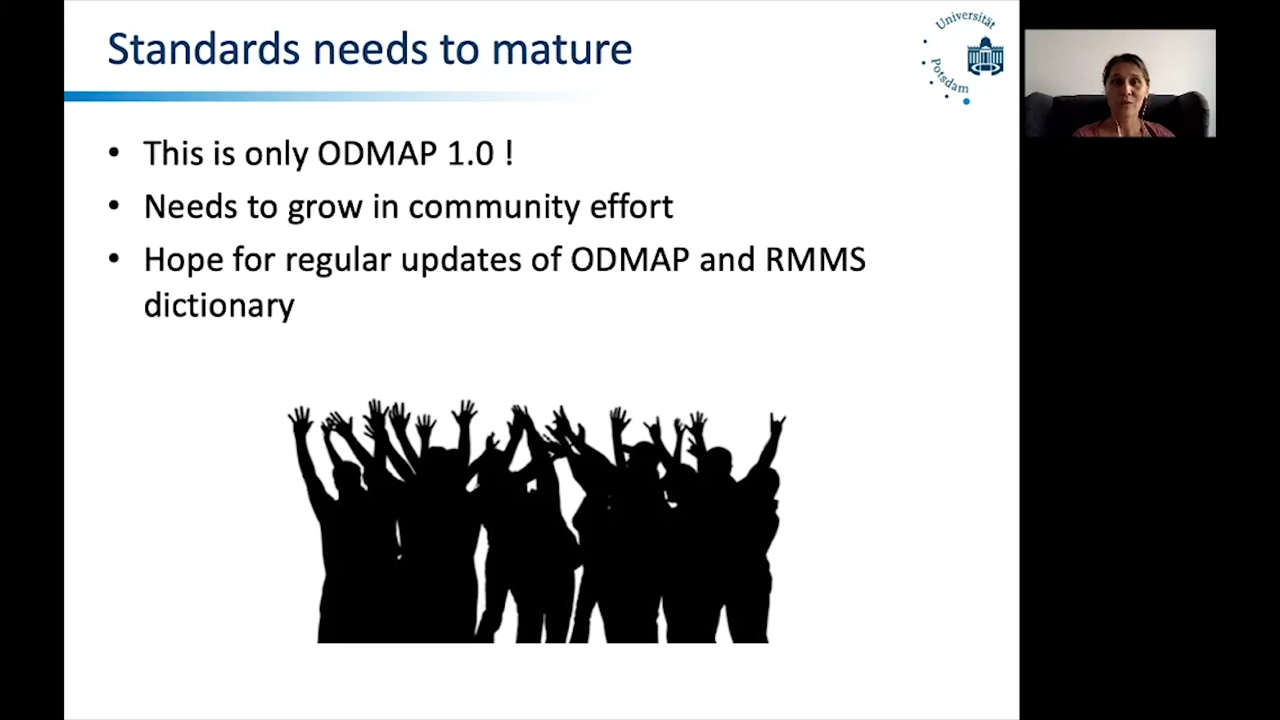 Standards needs to mature
Universität
Potsdam
• This is only ODMAP 1.0 !
• Needs to grow in community effort
• Hope for regular updates of ODMAP and RMMS
dictionary